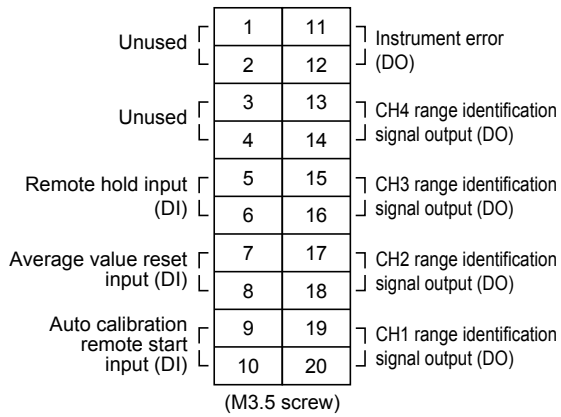 Unused
1
11
Instrument error
(DO)
2
12
Unused
3
13
CH4 range identification
signal output (DO)
4
14
Remote hold input
(DI)
5
15
CH3 range identification
signal output (DO)
6
16
Average value reset
input (DI)
7
17
CH2 range identification
signal output (DO)
8
18
Auto calibration
remote start
input (DI)
9
19
CH1 range identification
signal output (DO)
10
20
(M3.5 screw)